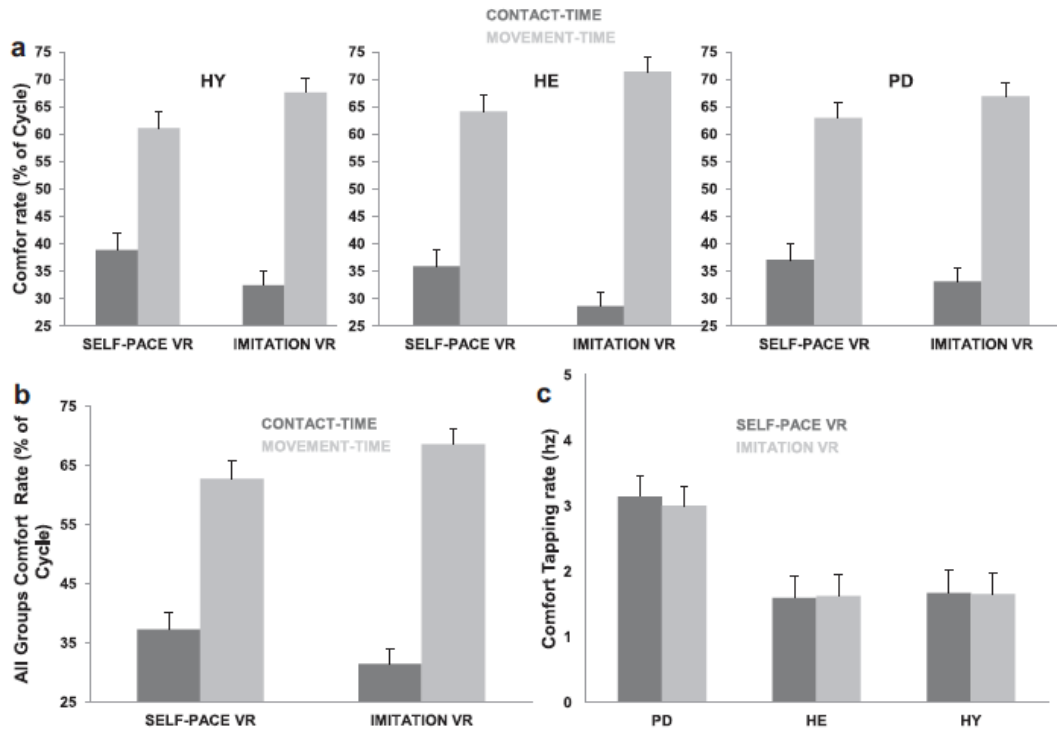 CONTACT-TIME
MOVEMENT-TIME
a
Comfor rate (% of Cycle)
75
70
65
60
55
50
45
40
35
30
25
HY
SELF-PACE VR
IMITATION VR
75
70
65
60
55
50
45
40
35
30
25
HE
SELF-PACE VR
IMITATION VR
75
70
65
60
55
50
45
40
35
30
25
PD
SELF-PACE VR
IMITATION VR
b
All Groups Comfort Rate (% of
Cycle)
75
65
55
45
35
25
CONTACT-TIME
MOVEMENT-TIME
SELF-PACE VR
IMITATION VR
c
Comfort Tapping rate (hz)
5
4
3
2
1
0
SELF-PACE VR
IMITATION VR
PD
HE
HY